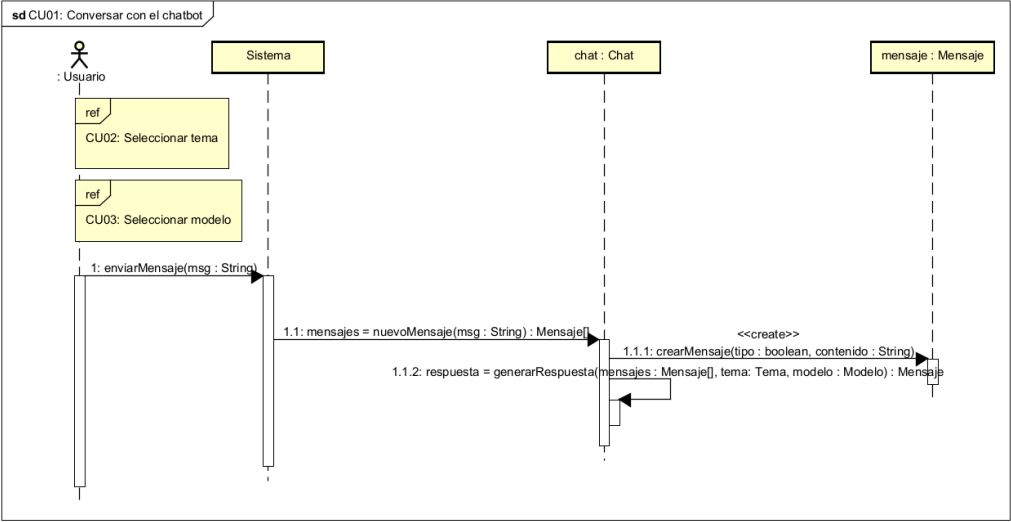 sd CU01: Conversar con el chatbot
: Usuario
Sistema
chat : Chat
mensaje : Mensaje
ref
CU02: Seleccionar tema
ref
CU03: Seleccionar modelo
1: enviarMensaje(msg : String)
1.1: mensajes = nuevoMensaje(msg : String) : Mensaje[]
<<create>>
1.1.1: crearMensaje(tipo : boolean, contenido : String)
1.1.2: respuesta = generarRespuesta(mensajes : Mensaje[], tema: Tema, modelo : Modelo) : Mensaje